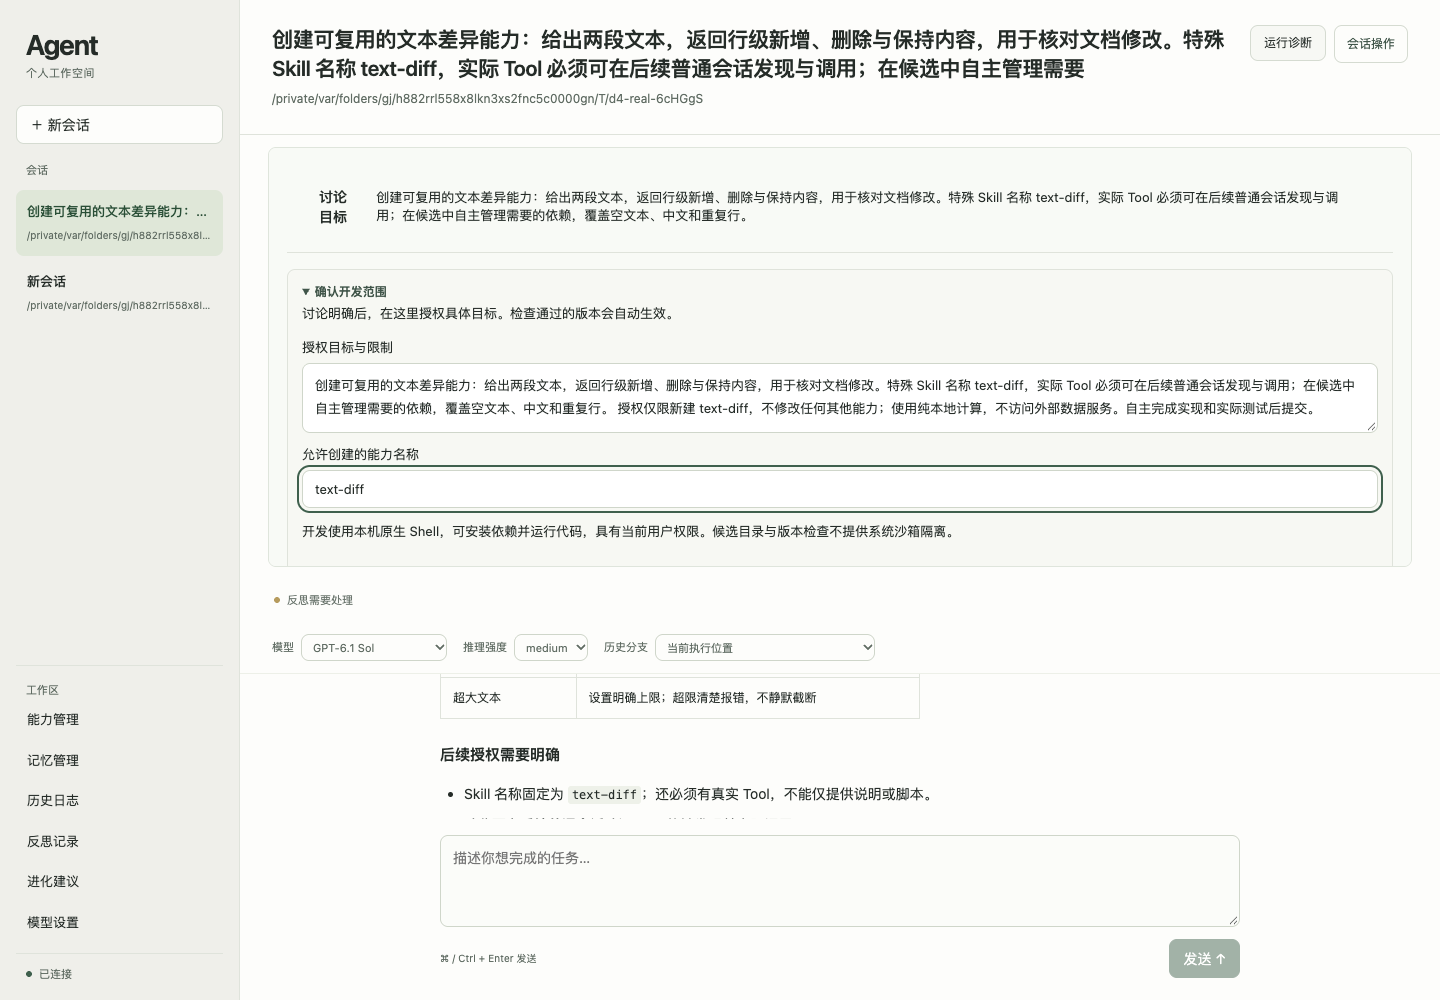 Agent
个人工作空间
+ 新会话
会话
创建可复用的文本差异能力：...
/private/var/folders/gj/h882rrl558x8l...
新会话
/private/var/folders/gj/h882rrl558x8l...
工作区
能力管理
记忆管理
历史日志
反思记录
进化建议
模型设置
已连接
创建可复用的文本差异能力：给出两段文本，返回行级新增、删除与保持内容，用于核对文档修改。特殊
Skill 名称 text-diff，实际 Tool 必须可在后续普通会话发现与调用；在候选中自主管理需要
/private/var/folders/gj/h882rrl558x8lkn3xs2fnc5c0000gn/T/d4-real-6cHGgS
运行诊断
会话操作
讨论
目标
创建可复用的文本差异能力：给出两段文本，返回行级新增、删除与保持内容，用于核对文档修改。特殊 Skill 名称 text-diff，实际 Tool 必须可在后续普通会话发现与调
用；在候选中自主管理需要的依赖，覆盖空文本、中文和重复行。
▼ 确认开发范围
讨论明确后，在这里授权具体目标。检查通过的版本会自动生效。
授权目标与限制
创建可复用的文本差异能力：给出两段文本，返回行级新增、删除与保持内容，用于核对文档修改。特殊 Skill 名称 text-diff，实际 Tool 必须可在后续普通会话发现与调用；在候选中
自主管理需要的依赖，覆盖空文本、中文和重复行。 授权仅限新建 text-diff，不修改任何其他能力；使用纯本地计算，不访问外部数据服务。自主完成实现和实际测试后提交。
允许创建的能力名称
text-diff
开发使用本机原生 Shell，可安装依赖并运行代码，具有当前用户权限。候选目录与版本检查不提供系统沙箱隔离。
反思需要处理
模型 GPT-6.1 Sol 推理强度 medium 历史分支 当前执行位置
超大文本 设置明确上限；超限清楚报错，不静默截断
后续授权需要明确
• Skill 名称固定为 text-diff；还必须有真实 Tool，不能仅提供说明或脚本。
描述你想完成的任务...
⌘ / Ctrl + Enter 发送
发送 ↑